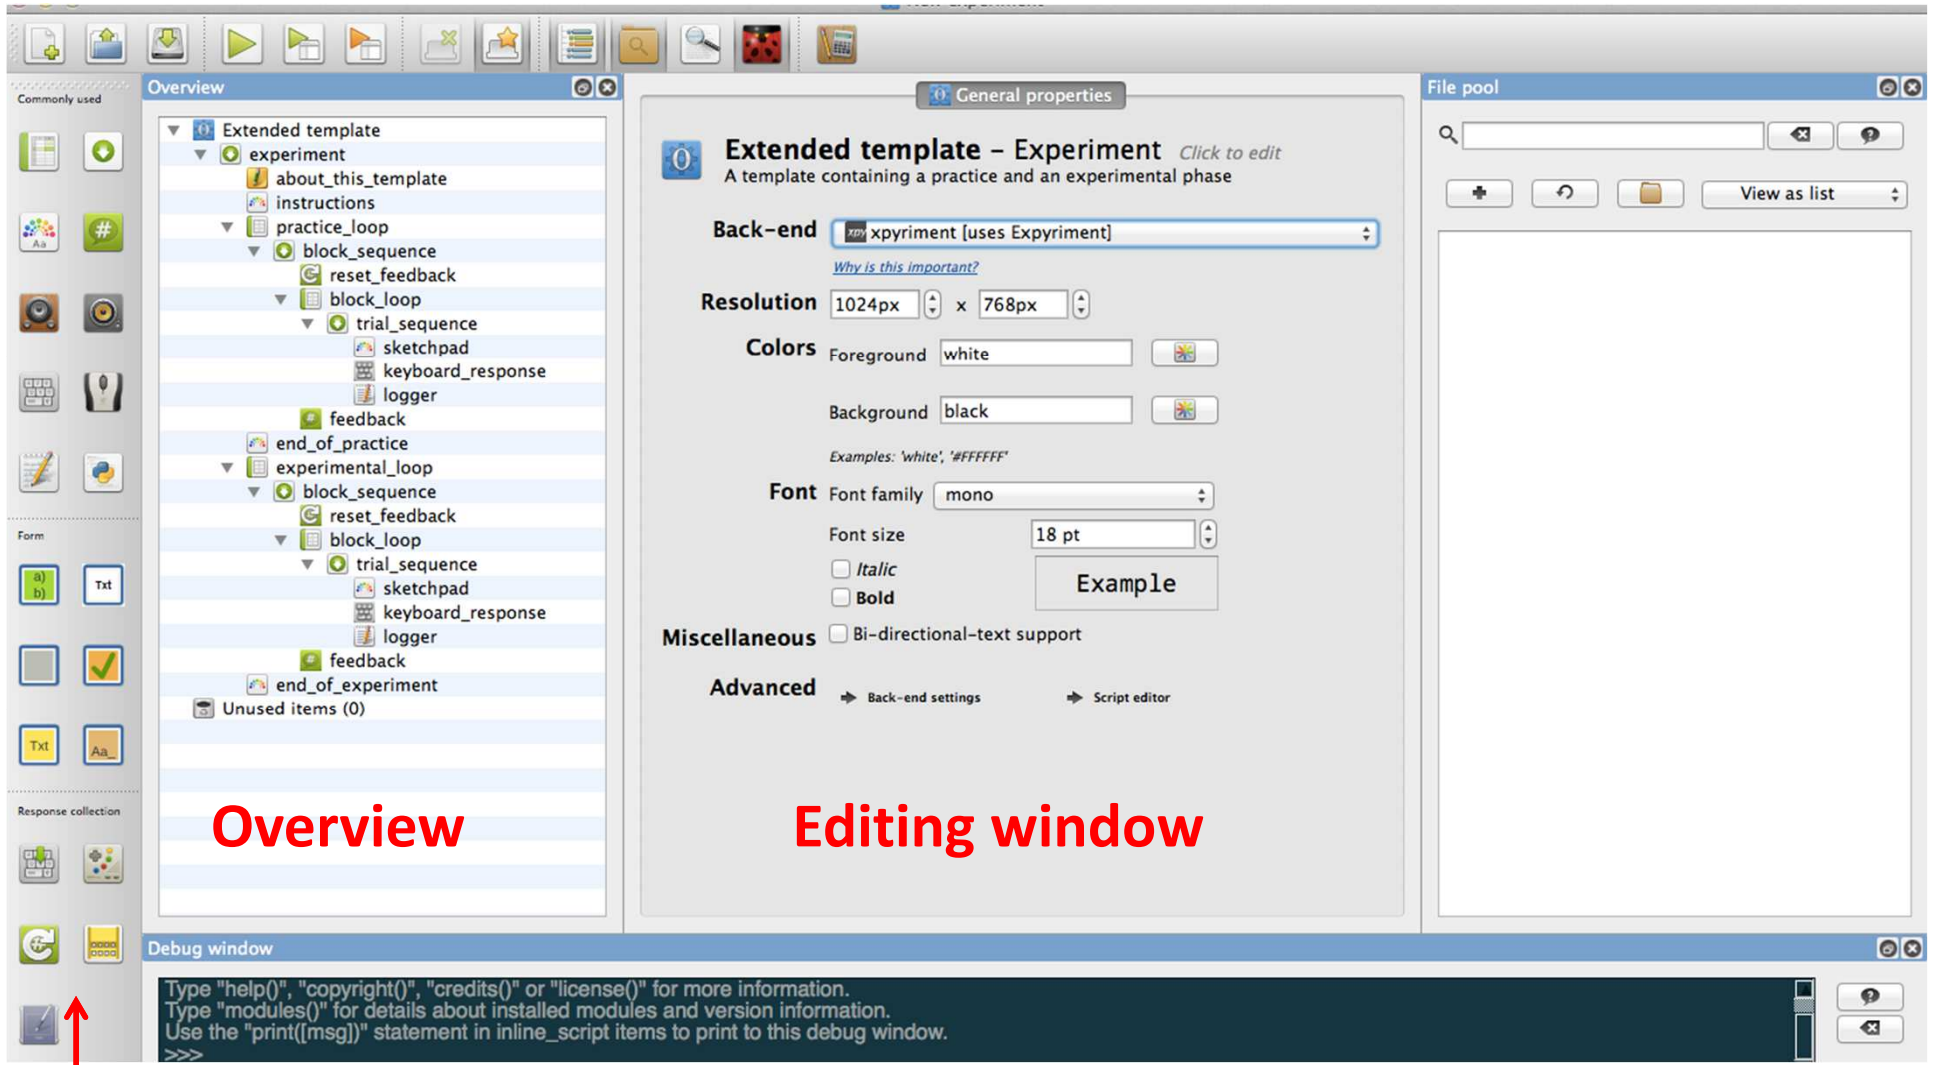 New experiment
Commonly used
Overview
Extended template
experiment
about_this_template
instructions
practice_loop
block_sequence
reset_feedback
block_loop
trial_sequence
sketchpad
keyboard_response
logger
feedback
end_of_practice
experimental_loop
block_sequence
reset_feedback
block_loop
trial_sequence
sketchpad
keyboard_response
logger
feedback
end_of_experiment
Unused items (0)
Overview
Aa
#
Form
a)
b)
Txt
Txt
Aa_
Response collection
General properties
Extended template – Experiment Click to edit
A template containing a practice and an experimental phase
Back-end xpy xpyriment [uses Expyriment]
Why is this important?
Resolution 1024px x 768px
Colors Foreground white
Background black
Examples: 'white', '#FFFFFF'
Font Font family mono
Font size 18 pt
Italic
Bold
Example
Miscellaneous Bi-directional-text support
Advanced Back-end settings Script editor
Editing window
File pool
View as list
Debug window
Type "help()", "copyright()", "credits()" or "license()" for more information.
Type "modules()" for details about installed modules and version information.
Use the "print([msg])" statement in inline_script items to print to this debug window.
>>>